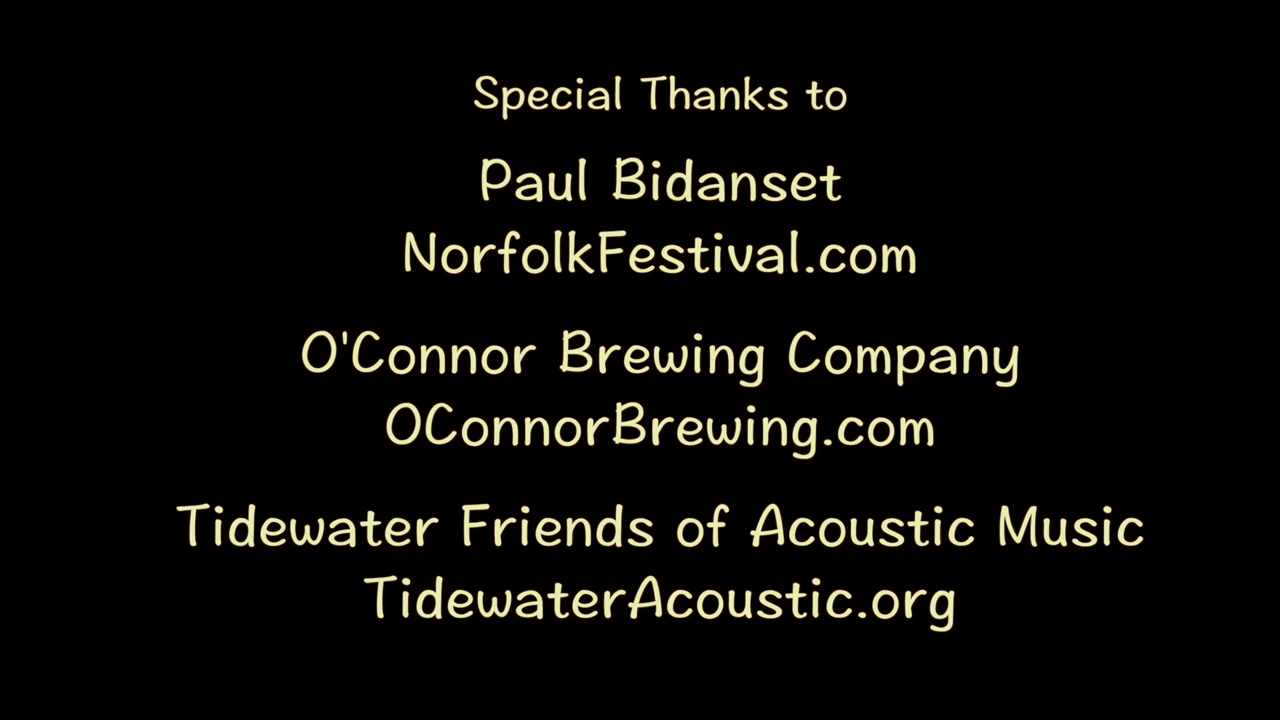 Special Thanks to
Paul Bidanset
NorfolkFestival.com
O'Connor Brewing Company
OConnorBrewing.com
Tidewater Friends of Acoustic Music
TidewaterAcoustic.org